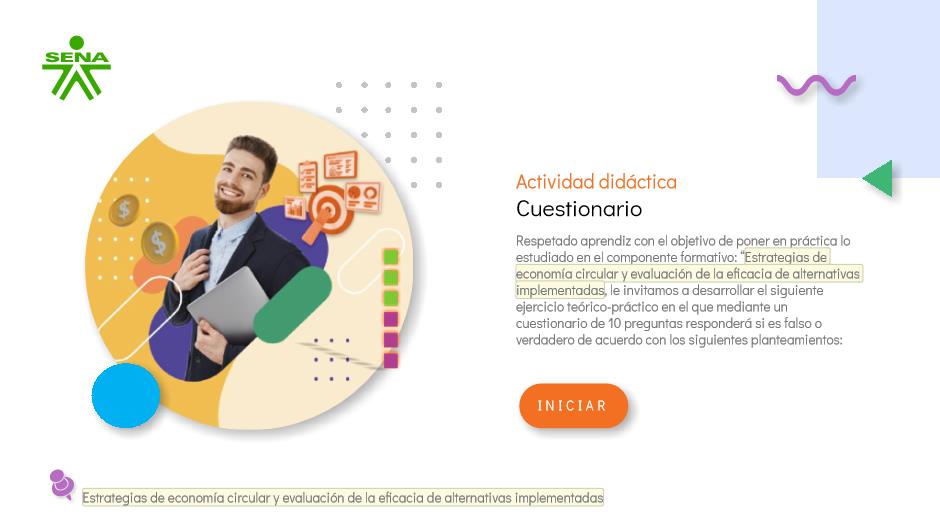 SENA
Actividad didáctica
Cuestionario
Respetado aprendiz con el objetivo de poner en práctica lo
estudiado en el componente formativo: “Estrategias de
economía circular y evaluación de la eficacia de alternativas
implementadas, le invitamos a desarrollar el siguiente
ejercicio teórico-práctico en el que mediante un
cuestionario de 10 preguntas responderá si es falso o
verdadero de acuerdo con los siguientes planteamientos:
INICIAR
Estrategias de economía circular y evaluación de la eficacia de alternativas implementadas